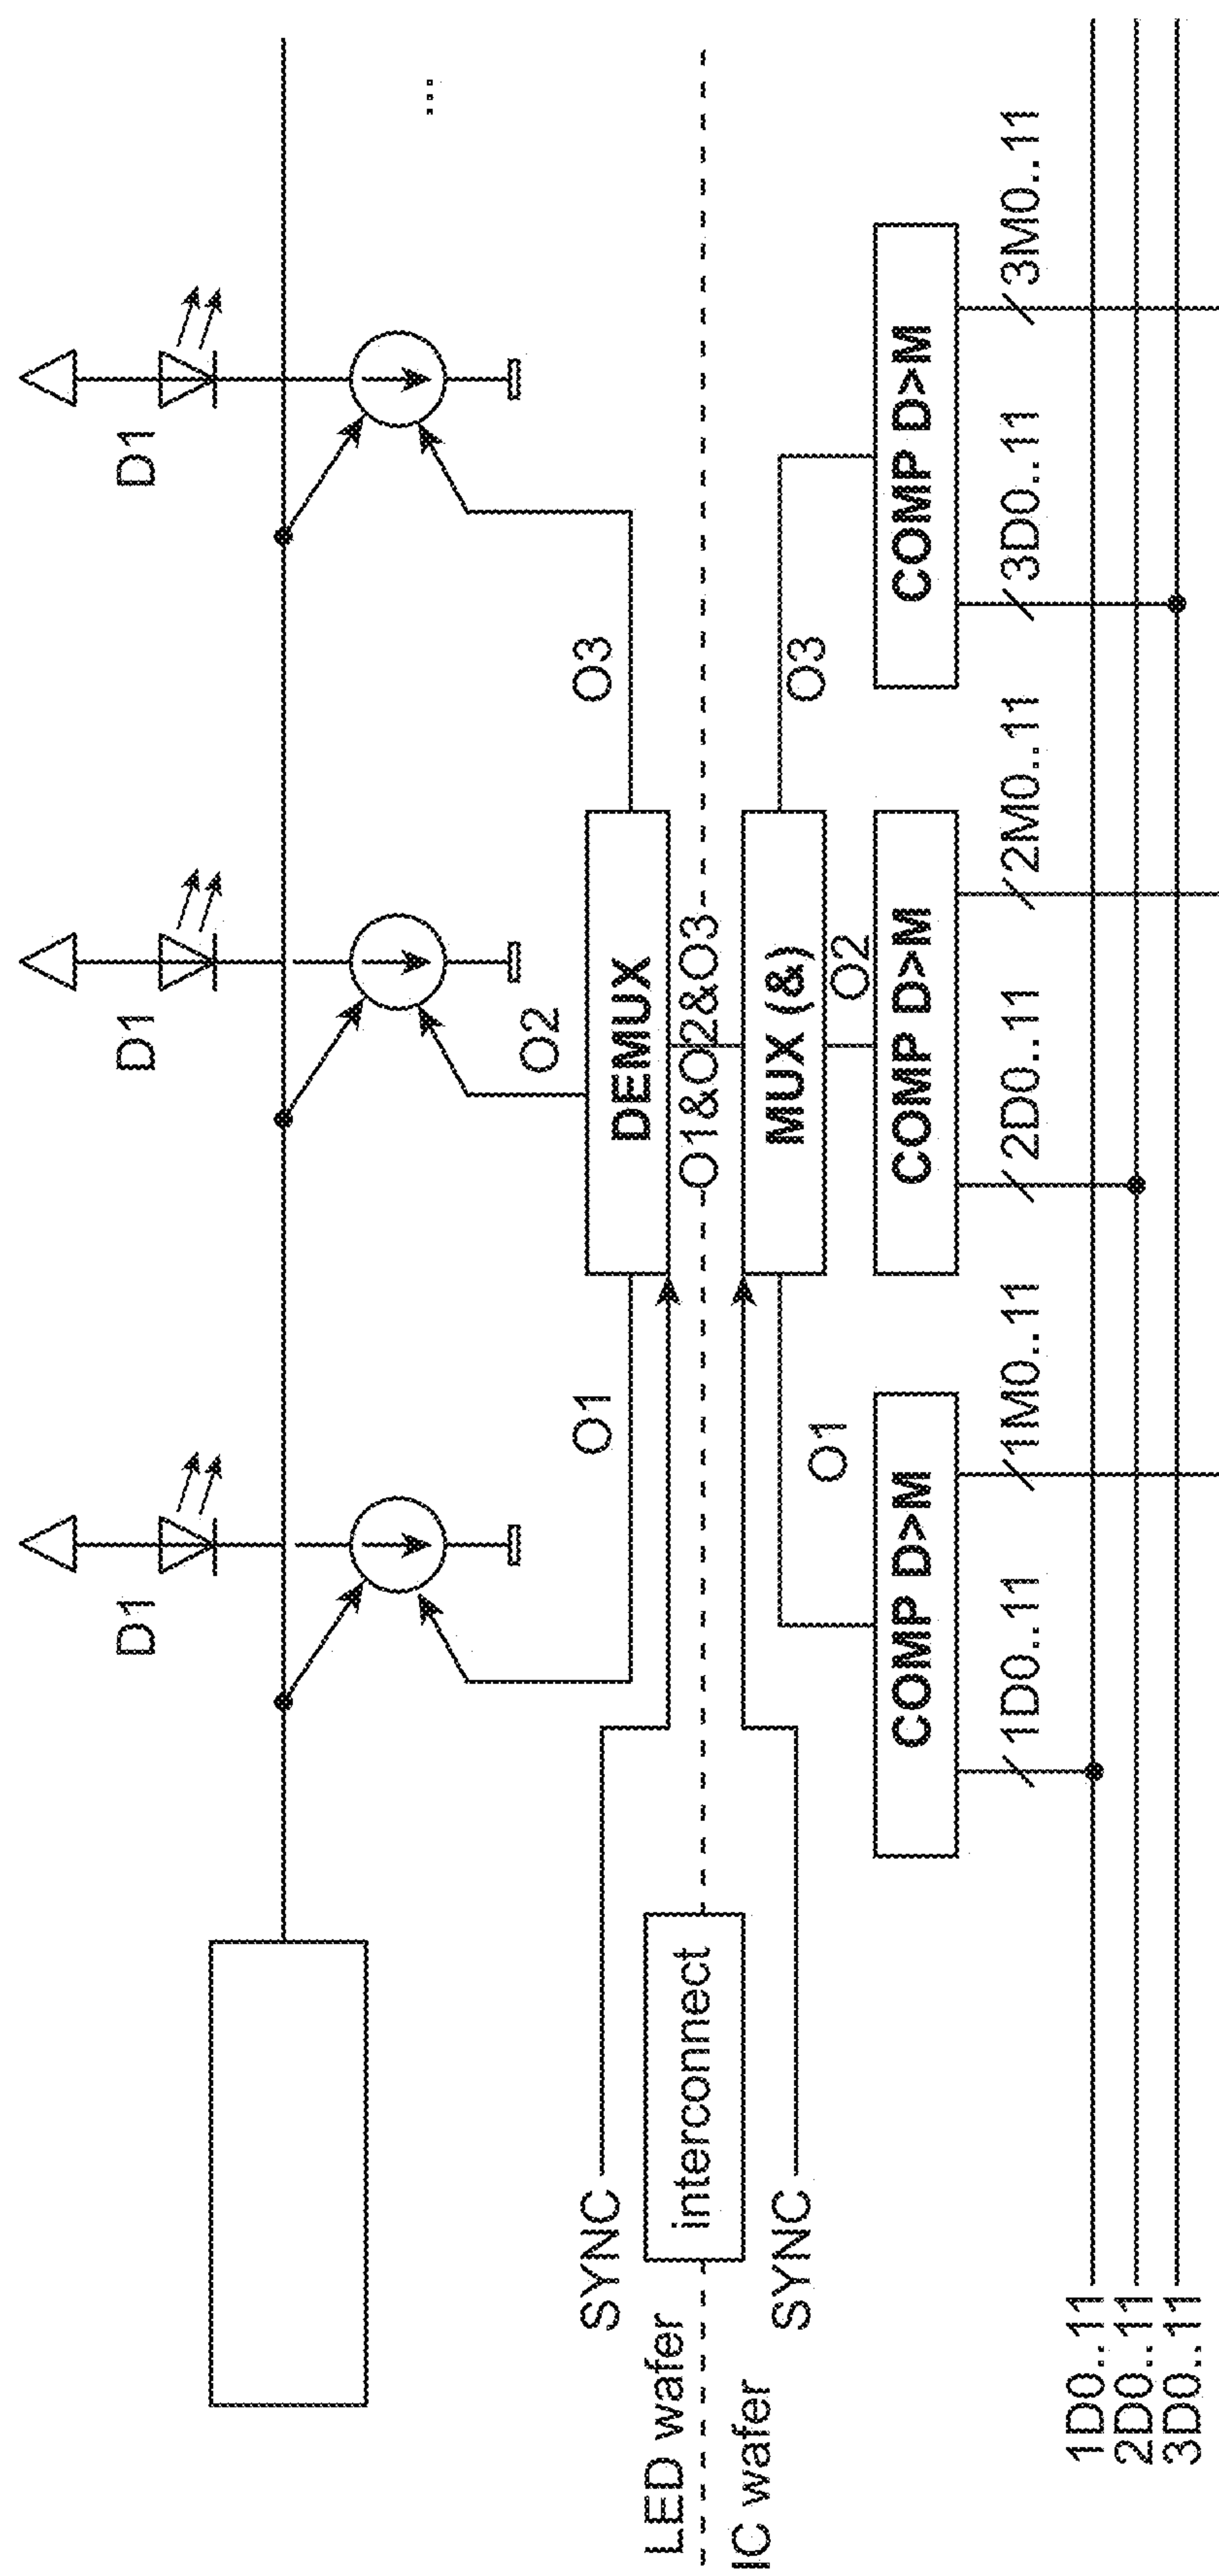 D1
D1
D1
...
O1
O2
O3
SYNC
DEMUX
LED wafer
interconnect
O1&O2&O3
IC wafer
SYNC
MUX (&)
O1
O2
O3
COMP D>M
COMP D>M
COMP D>M
1D0..11
1M0..11
2D0..11
2M0..11
3D0..11
3M0..11
1D0..11
2D0..11
3D0..11